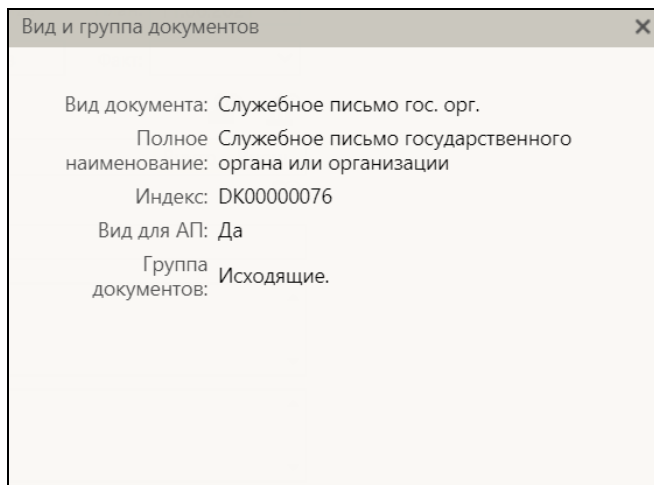 Вид и группа документов
Вид документа: Служебное письмо гос. орг.
Полное Служебное письмо государственного
наименование: органа или организации
Индекс: DK00000076
Вид для АП: Да
Группа
документов: Исходящие.